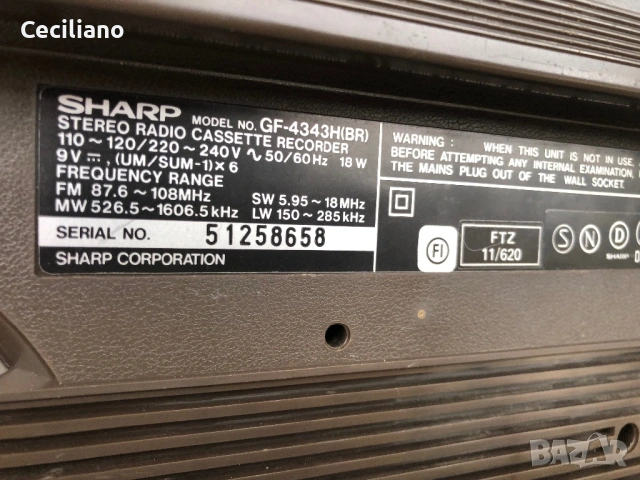 Ceciliano
SHARP MODEL NO. GF-4343H(BR)
STEREO RADIO CASSETTE RECORDER
110~120/220~240V ∿ 50/60Hz 18W
9V ⎓, (UM/SUM-1)×6
FREQUENCY RANGE
FM 87.6~108MHz SW 5.95~18MHz
MW 526.5~1606.5kHz LW 150~285kHz
SERIAL NO. 51258658
SHARP CORPORATION
WARNING: WHEN THIS UNIT IS NOT IN USE
BEFORE ATTEMPTING ANY INTERNAL EXAMINATION,
THE MAINS PLUG OUT OF THE WALL SOCKET.
FI
FTZ
11/620
S N D
SHARP
bazar.bg